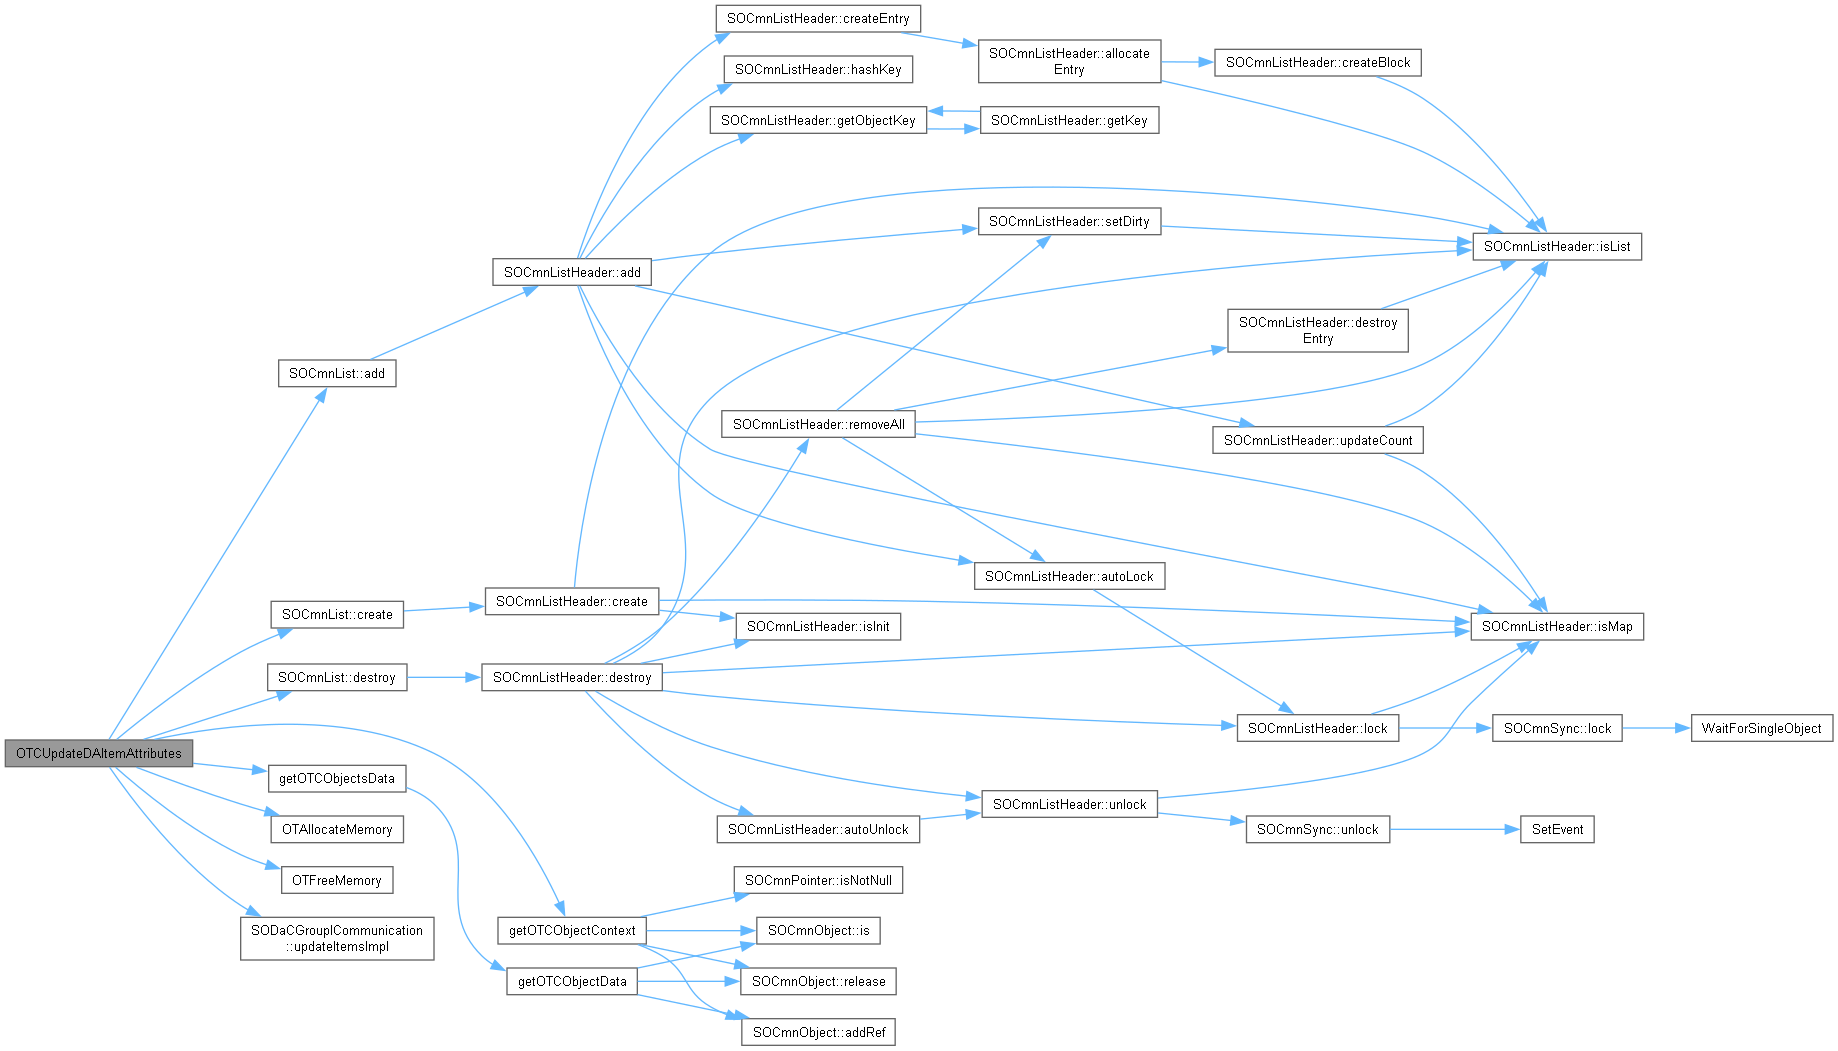 SOCmnListHeader::createEntry
SOCmnListHeader::allocate
Entry
SOCmnListHeader::createBlock
SOCmnListHeader::hashKey
SOCmnListHeader::getObjectKey
SOCmnListHeader::getKey
SOCmnListHeader::setDirty
SOCmnListHeader::isList
SOCmnListHeader::add
SOCmnListHeader::destroy
Entry
SOCmnList::add
SOCmnListHeader::removeAll
SOCmnListHeader::updateCount
SOCmnListHeader::autoLock
SOCmnListHeader::create
SOCmnList::create
SOCmnListHeader::isInit
SOCmnListHeader::isMap
SOCmnList::destroy
SOCmnListHeader::destroy
SOCmnListHeader::lock
SOCmnSync::lock
WaitForSingleObject
OTCUpdateDAItemAttributes
getOTCObjectsData
SOCmnListHeader::unlock
OTAllocateMemory
SOCmnListHeader::autoUnlock
SOCmnSync::unlock
SetEvent
OTFreeMemory
SOCmnPointer::isNotNull
SODaCGroupICommunication
::updateItemsImpl
getOTCObjectContext
SOCmnObject::is
getOTCObjectData
SOCmnObject::release
SOCmnObject::addRef